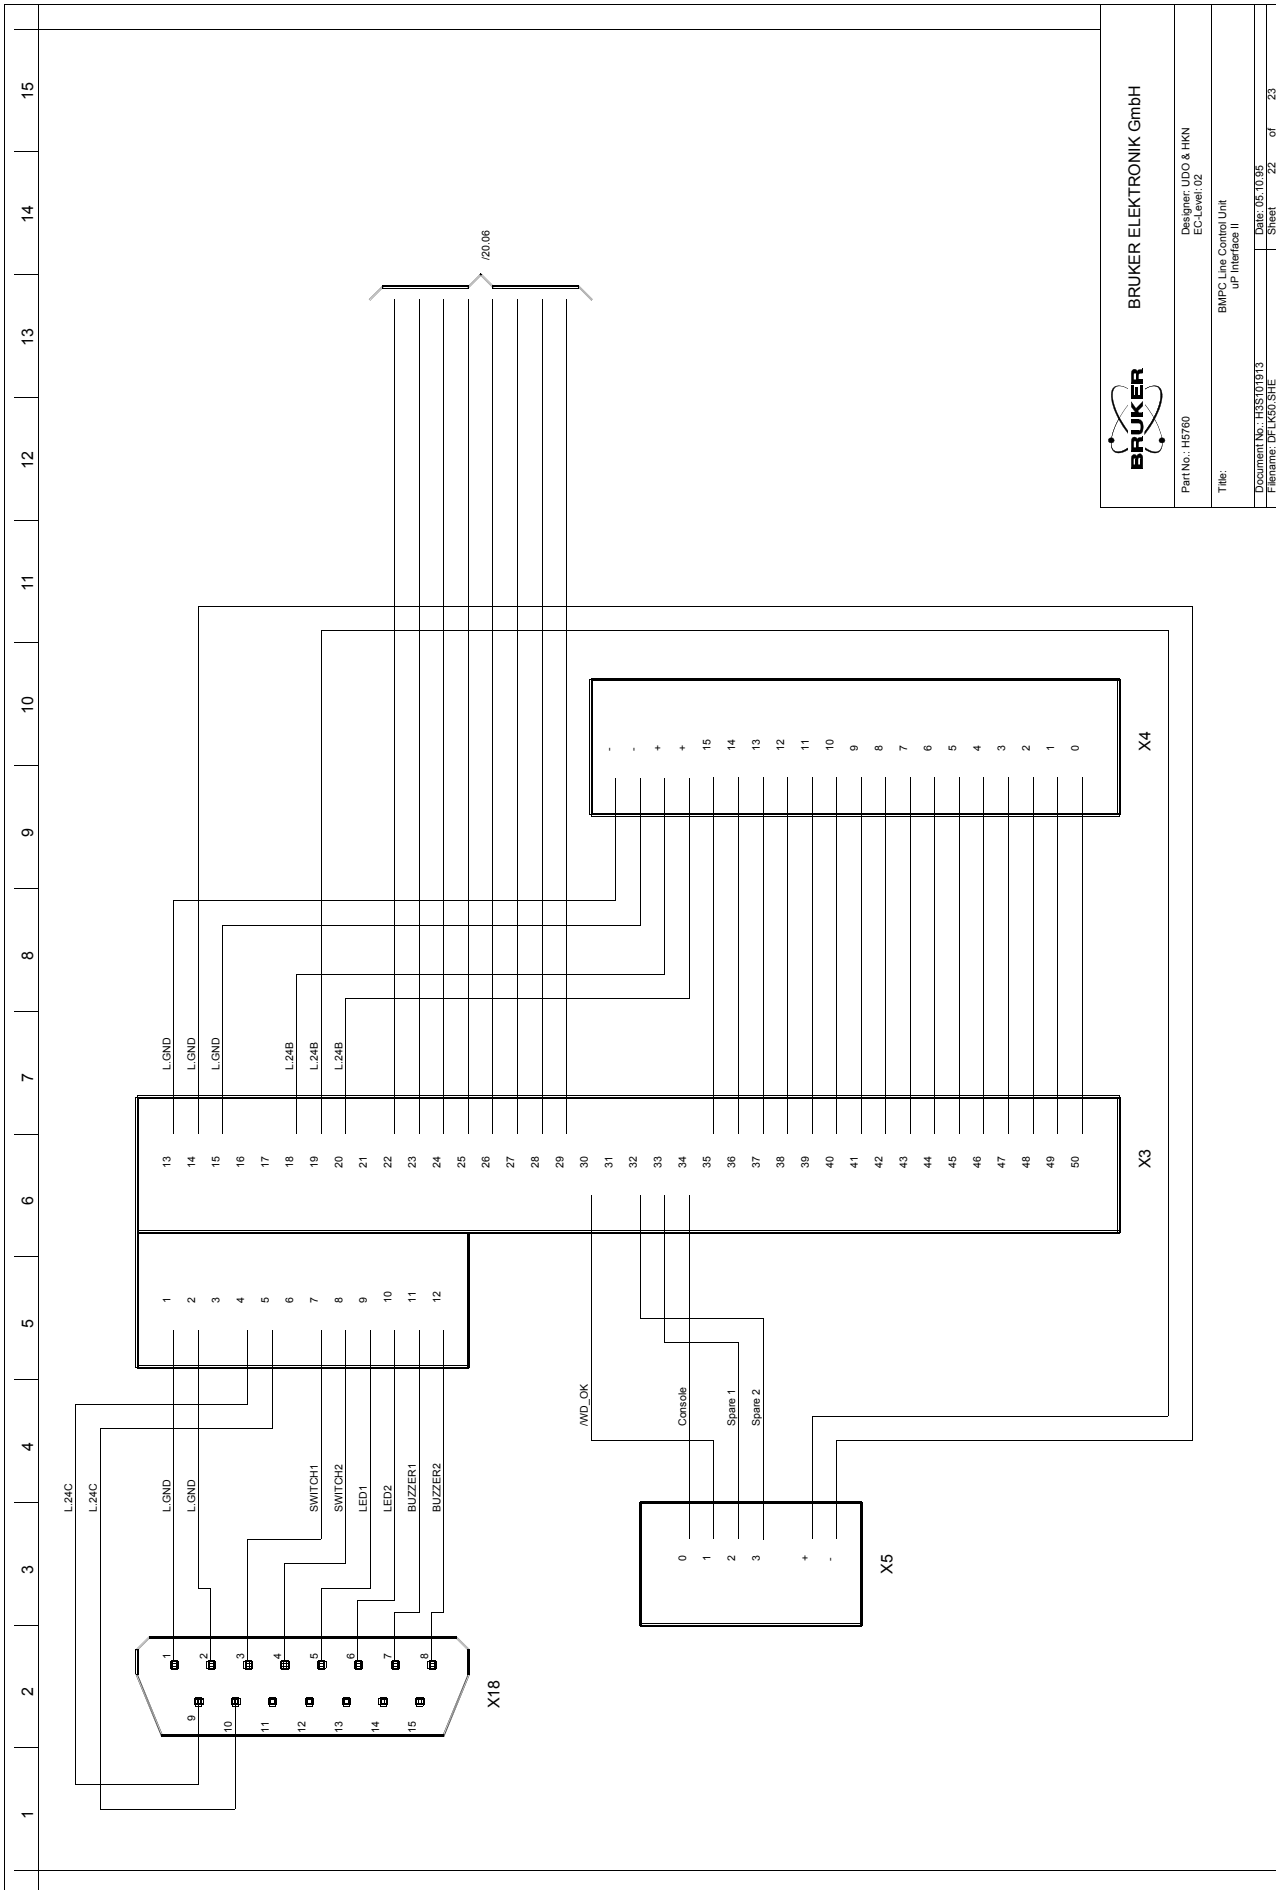 1
2
3
4
5
6
7
8
9
10
11
12
13
14
15
L.24C
L.24C
L.GND
L.GND
SWITCH1
SWITCH2
LED1
LED2
BUZZER1
BUZZER2
1
2
3
4
5
6
7
8
9
10
11
12
13
14
15
X18
1
2
3
4
5
6
7
8
9
10
11
12
/WD_OK
Console
Spare 1
Spare 2
0
1
2
3
+
-
X5
13
14
15
16
17
18
19
20
21
22
23
24
25
26
27
28
29
30
31
32
33
34
35
36
37
38
39
40
41
42
43
44
45
46
47
48
49
50
X3
L.GND
L.GND
L.GND
L.24B
L.24B
L.24B
-
-
+
+
15
14
13
12
11
10
9
8
7
6
5
4
3
2
1
0
X4
/20.06
BRUKER
BRUKER ELEKTRONIK GmbH
Part No.: H5760
Designer: UDO & HKN
EC-Level: 02
Title:
BMPC Line Control Unit
uP Interface II
Document No.: H3S101913
Date: 05.10.95
Filename: DFLK50.SHE
Sheet 22 of 23